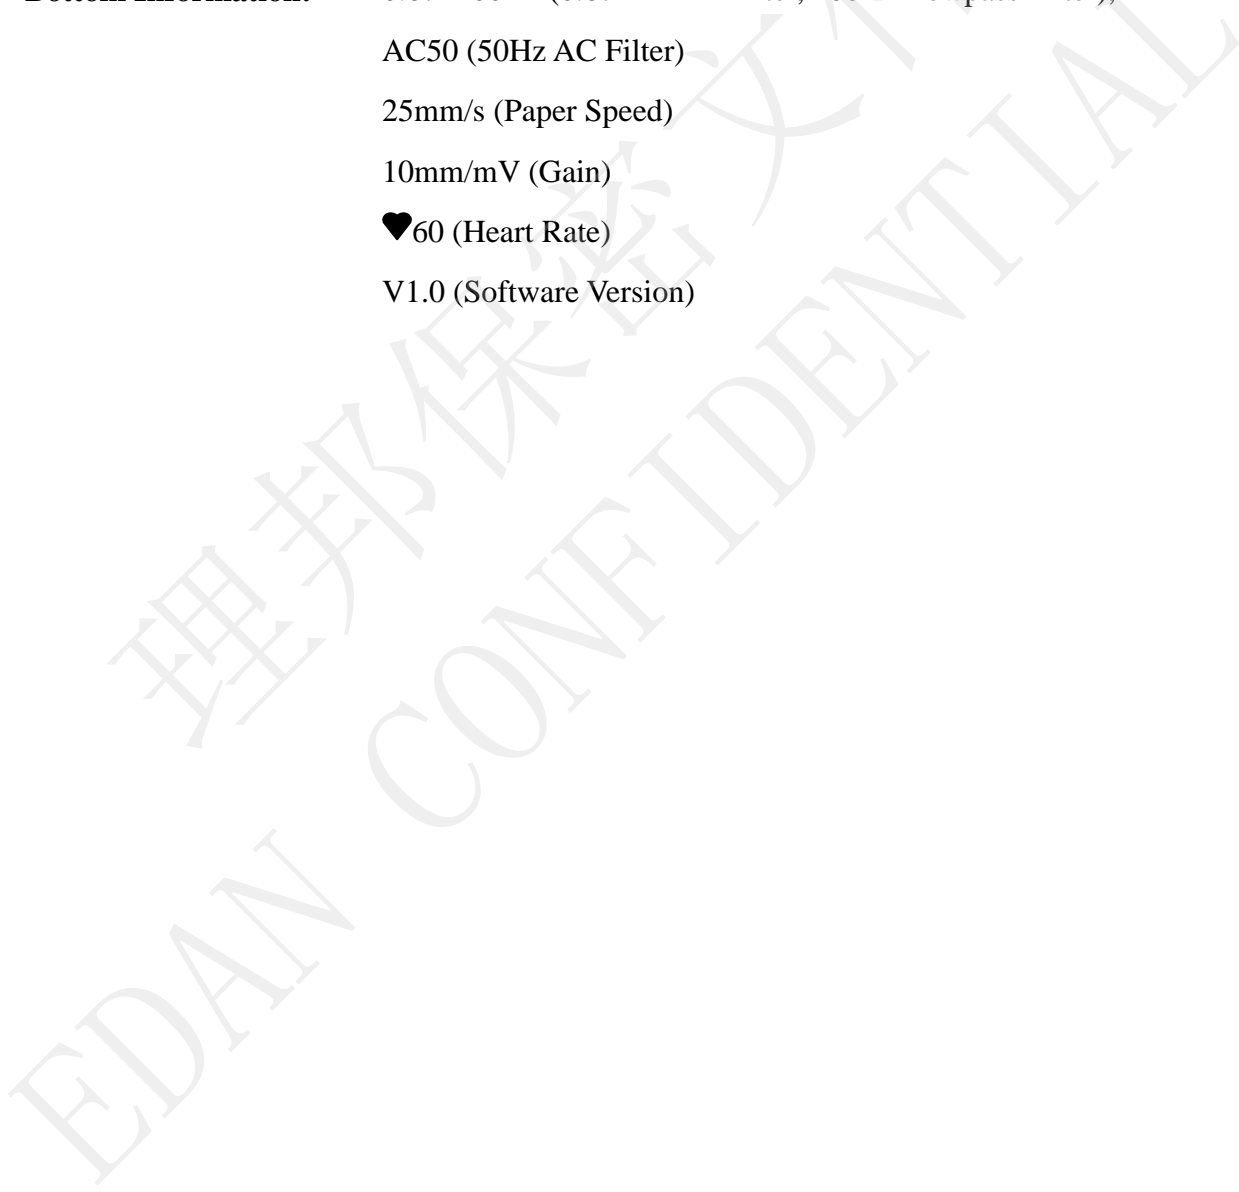 AC50 (50Hz AC Filter)
25mm/s (Paper Speed)
10mm/mV (Gain)
♥60 (Heart Rate)
V1.0 (Software Version)
理邦保密文
EDAN CONFIDENTIAL